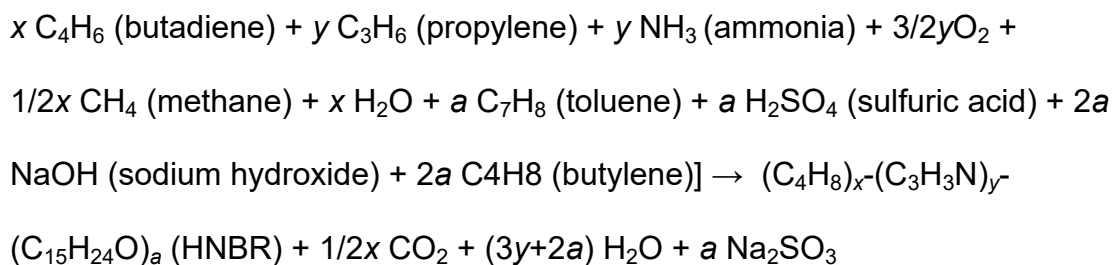 x C₄H₆ (butadiene) + y C₃H₆ (propylene) + y NH₃ (ammonia) + 3/2yO₂ +
1/2x CH₄ (methane) + x H₂O + a C₇H₈ (toluene) + a H₂SO₄ (sulfuric acid) + 2a
NaOH (sodium hydroxide) + 2a C4H8 (butylene)] → (C₄H₈)ₓ-(C₃H₃N)y-
(C₁₅H₂₄O)ₐ (HNBR) + 1/2x CO₂ + (3y+2a) H₂O + a Na₂SO₃